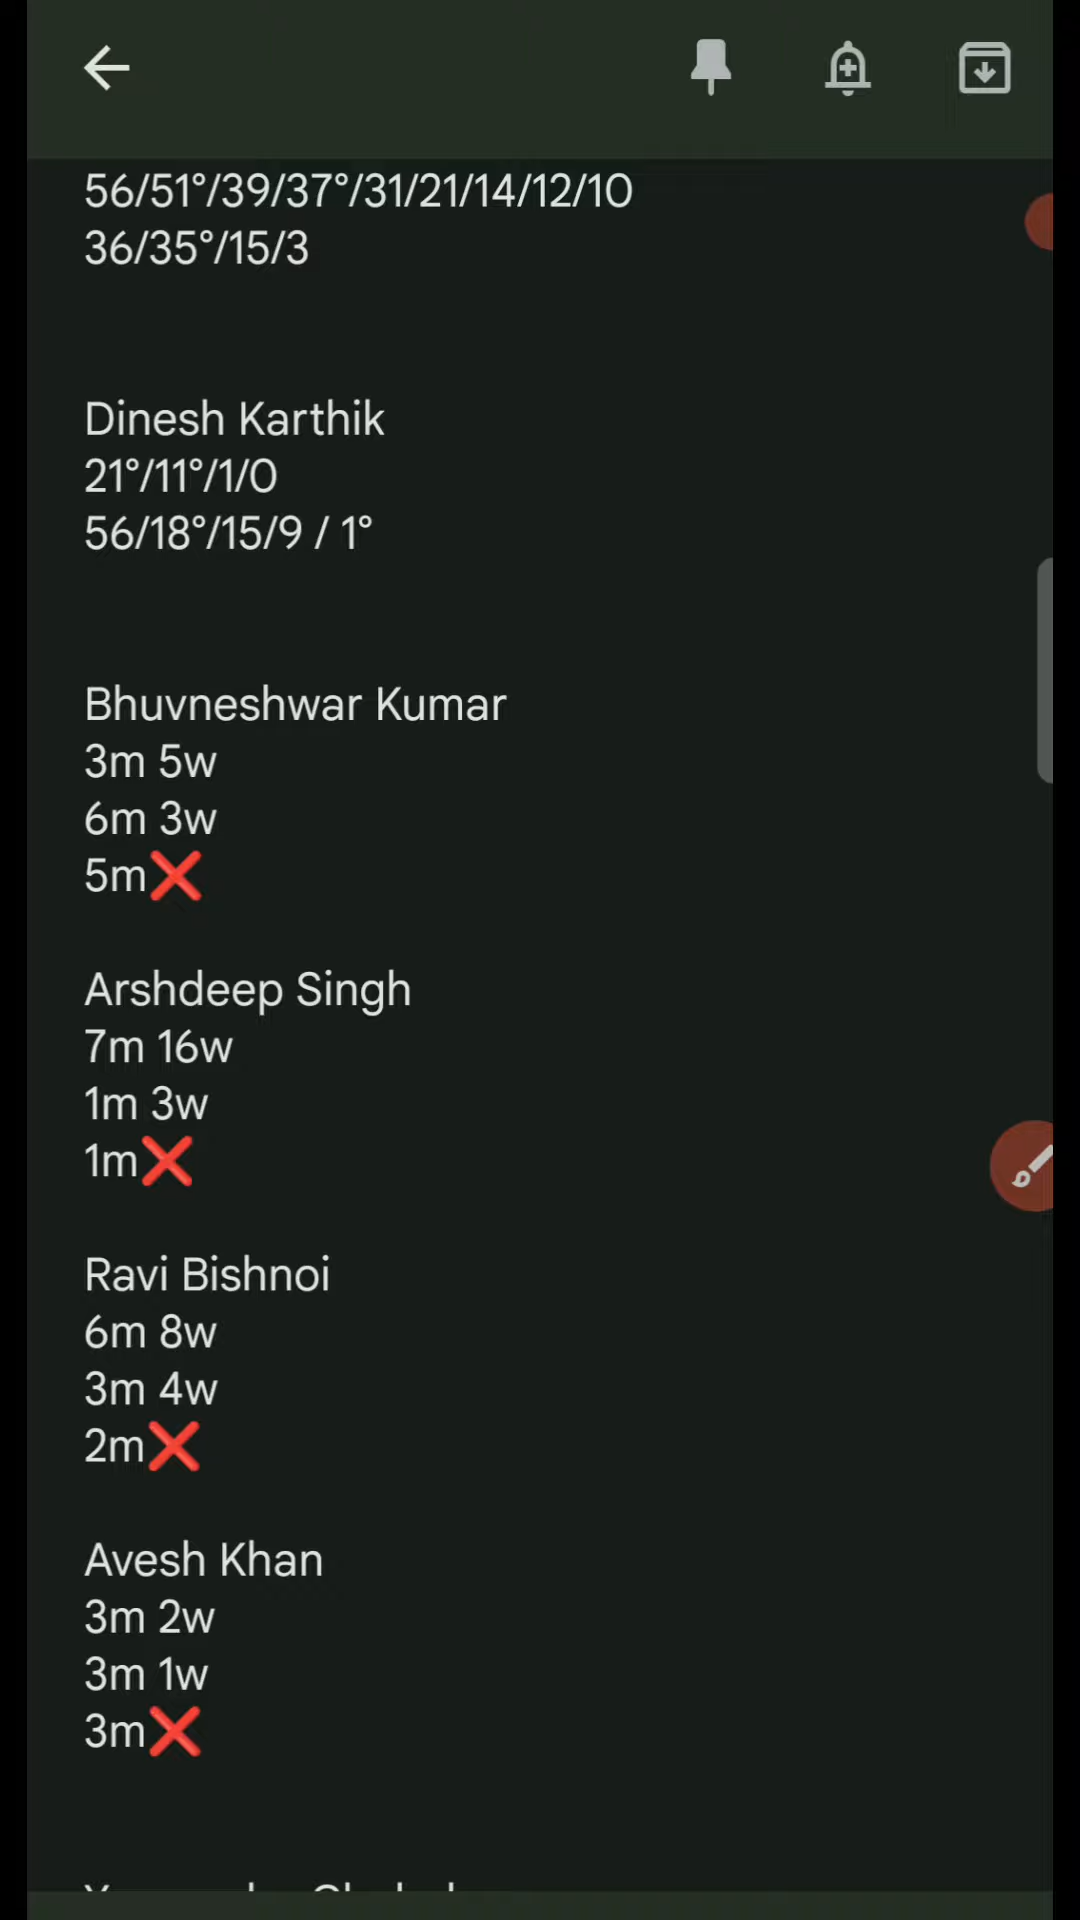 56/51°/39/37°/31/21/14/12/10
36/35°/15/3
Dinesh Karthik
21°/11°/1/0
56/18°/15/9 / 1°
Bhuvneshwar Kumar
3m 5w
6m 3w
5m❌
Arshdeep Singh
7m 16w
1m 3w
1m❌
Ravi Bishnoi
6m 8w
3m 4w
2m❌
Avesh Khan
3m 2w
3m 1w
3m❌